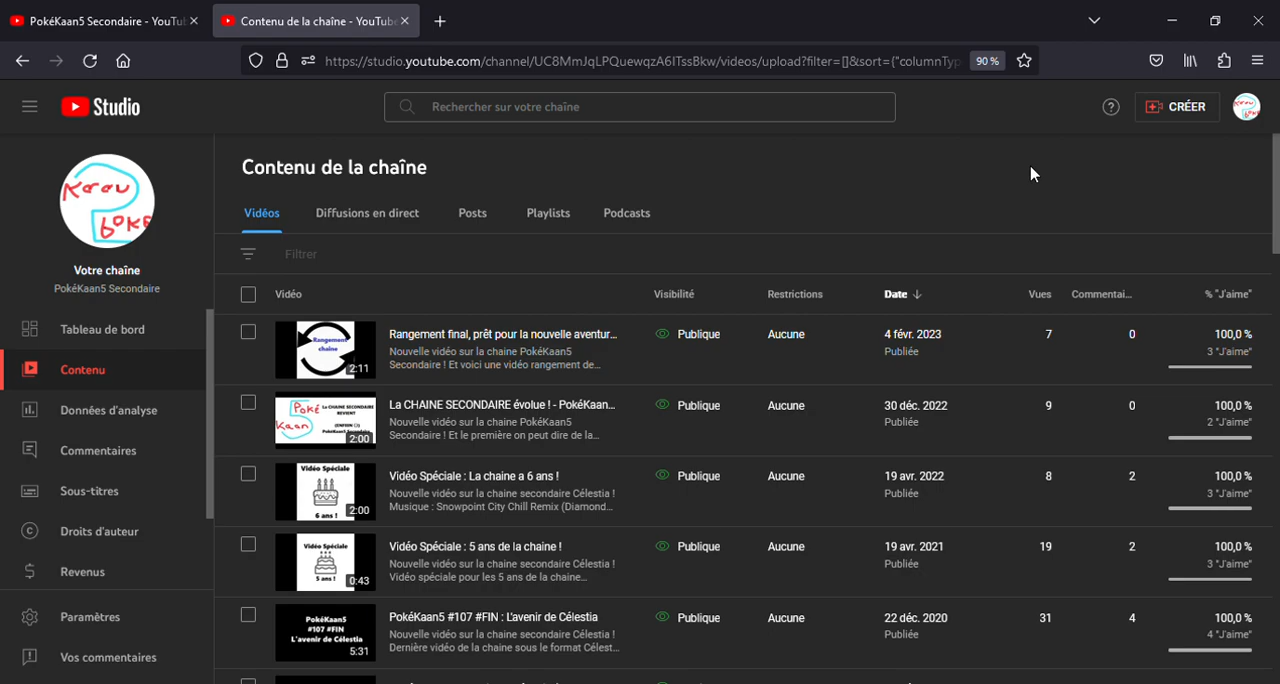 PokéKaan5 Secondaire - YouTub
Contenu de la chaîne - YouTube
https://studio.youtube.com/channel/UC8MmJqLPQuewqzA6ITssBkw/videos/upload?filter=[]&sort={"columnTyp
90 %
Studio
Rechercher sur votre chaîne
CRÉER
Kaan
POKÉ
Votre chaîne
PokéKaan5 Secondaire
Tableau de bord
Contenu
Données d'analyse
Commentaires
Sous-titres
Droits d'auteur
Revenus
Paramètres
Vos commentaires
Contenu de la chaîne
Vidéos Diffusions en direct Posts Playlists Podcasts
Filtrer
Vidéo Visibilité Restrictions Date Vues Commentai... % "J'aime"
Rangement
chaîne
2:11
Rangement final, prêt pour la nouvelle aventur...
Nouvelle vidéo sur la chaine PokéKaan5
Secondaire ! Et voici une vidéo rangement de...
Publique Aucune 4 févr. 2023 7 0 100,0 %
Publiée 3 "J'aime"
Poké
Kaan
La CHAINE SECONDAIRE
REVIENT
(ENFIN !)
PokéKaan5 Secondaire
2:00
La CHAINE SECONDAIRE évolue ! - PokéKaan...
Nouvelle vidéo sur la chaine PokéKaan5
Secondaire ! Et le première on peut dire de la...
Publique Aucune 30 déc. 2022 9 0 100,0 %
Publiée 2 "J'aime"
Vidéo Spéciale
6 ans !
2:00
Vidéo Spéciale : La chaine a 6 ans !
Nouvelle vidéo sur la chaine secondaire Célestia !
Musique : Snowpoint City Chill Remix (Diamond...
Publique Aucune 19 avr. 2022 8 2 100,0 %
Publiée 3 "J'aime"
Vidéo Spéciale
5 ans !
0:43
Vidéo Spéciale : 5 ans de la chaine !
Nouvelle vidéo sur la chaine secondaire Célestia !
Vidéo spéciale pour les 5 ans de la chaine...
Publique Aucune 19 avr. 2021 19 2 100,0 %
Publiée 3 "J'aime"
PokéKaan5
#107 #FIN
L'avenir de Célestia
5:31
PokéKaan5 #107 #FIN : L'avenir de Célestia
Nouvelle vidéo sur la chaine secondaire Célestia !
Dernière vidéo de la chaine sous le format Célest...
Publique Aucune 22 déc. 2020 31 4 100,0 %
Publiée 4 "J'aime"